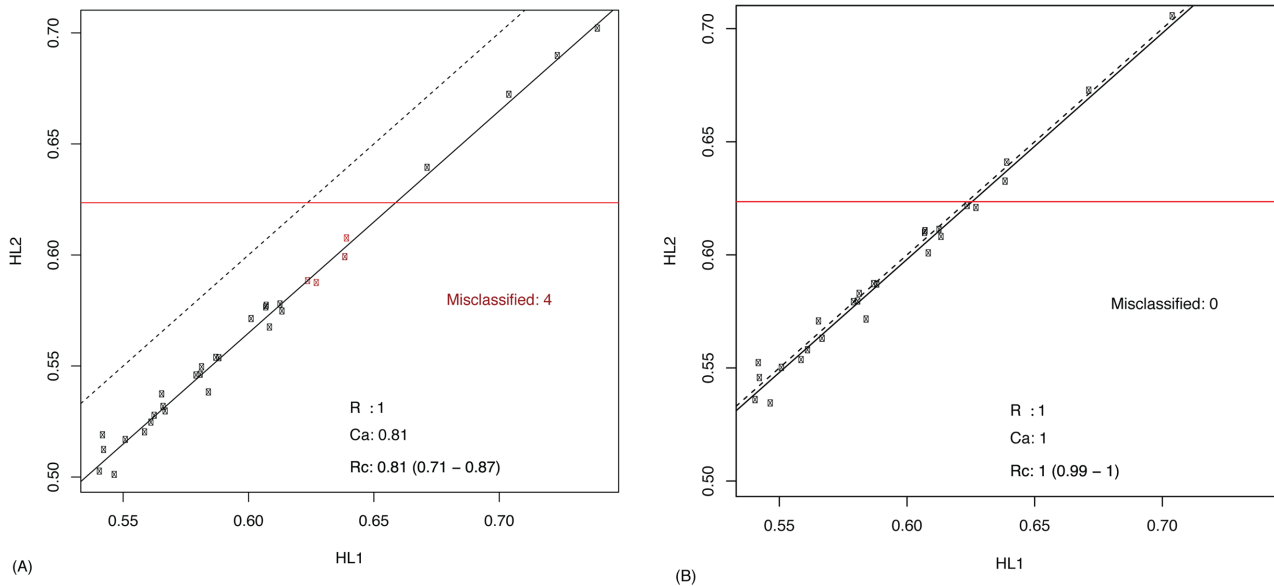 0.70
0.65
0.60
0.55
0.50
HL2
Misclassified: 4
R : 1
Ca: 0.81
Rc: 0.81 (0.71 – 0.87)
0.55
0.60
0.65
0.70
HL1
(A)
0.70
0.65
0.60
0.55
0.50
HL2
Misclassified: 0
R : 1
Ca: 1
Rc: 1 (0.99 – 1)
0.55
0.60
0.65
0.70
HL1
(B)